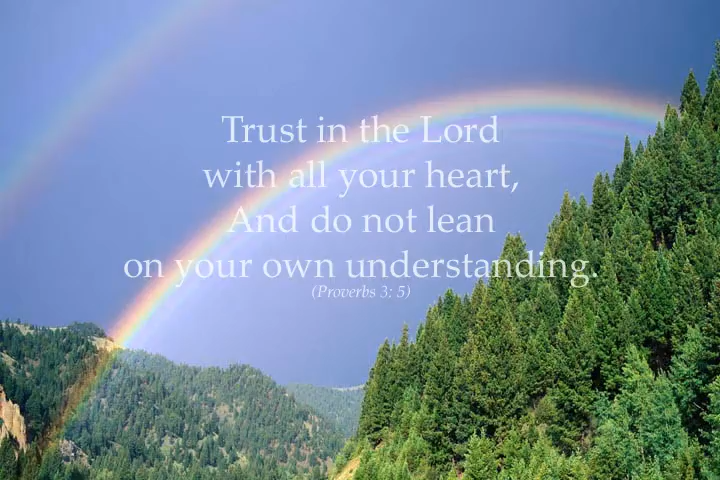 Trust in the Lord
with all your heart,
And do not lean
on your own understanding.
(Proverbs 3: 5)